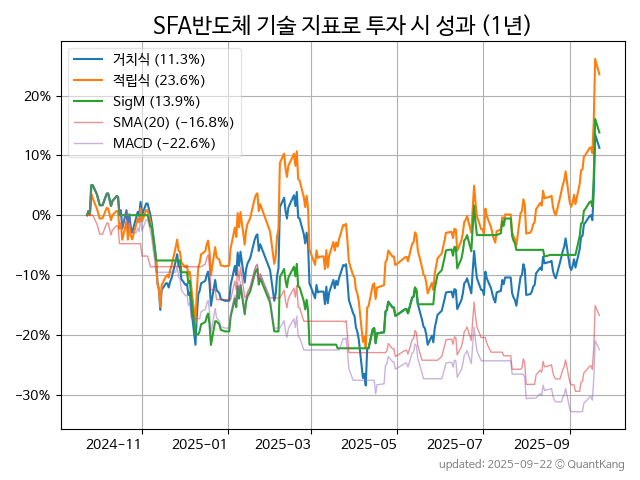 SFA반도체 기술 지표로 투자 시 성과 (1년)
거치식 (11.3%)
적립식 (23.6%)
SigM (13.9%)
SMA(20) (−16.8%)
MACD (−22.6%)
20%
10%
0%
−10%
−20%
−30%
2024-11 2025-01 2025-03 2025-05 2025-07 2025-09
updated: 2025-09-22 © QuantKang